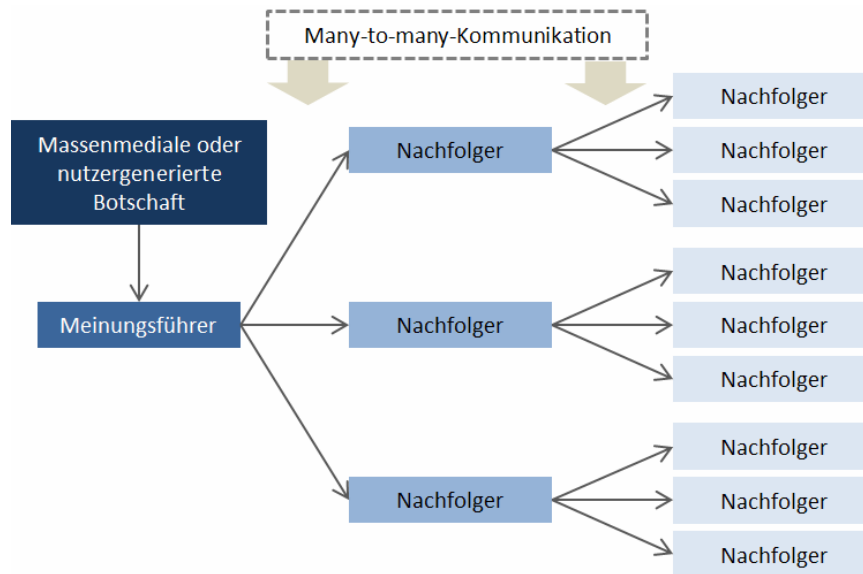 Many-to-many-Kommunikation
Massenmediale oder
nutzergenerierte
Botschaft
Meinungsführer
Nachfolger
Nachfolger
Nachfolger
Nachfolger
Nachfolger
Nachfolger
Nachfolger
Nachfolger
Nachfolger
Nachfolger
Nachfolger
Nachfolger